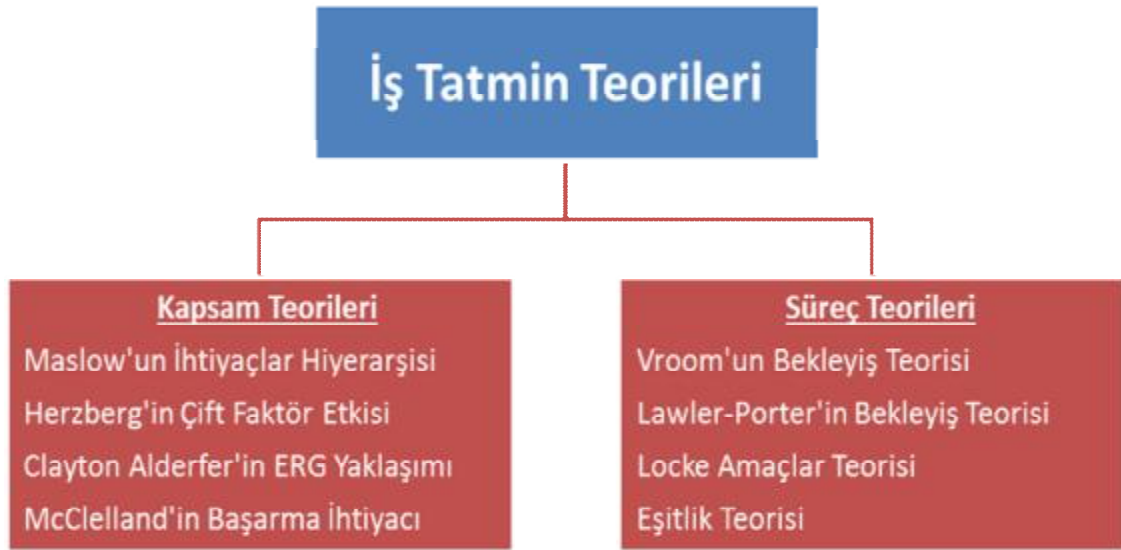 İş Tatmin Teorileri
Kapsam Teorileri
Maslow'un İhtiyaçlar Hiyerarşisi
Herzberg'in Çift Faktör Etkisi
Clayton Alderfer'in ERG Yaklaşımı
McClelland'in Başarma İhtiyacı
Süreç Teorileri
Vroom'un Bekleyiş Teorisi
Lawler-Porter'in Bekleyiş Teorisi
Locke Amaçlar Teorisi
Eşitlik Teorisi